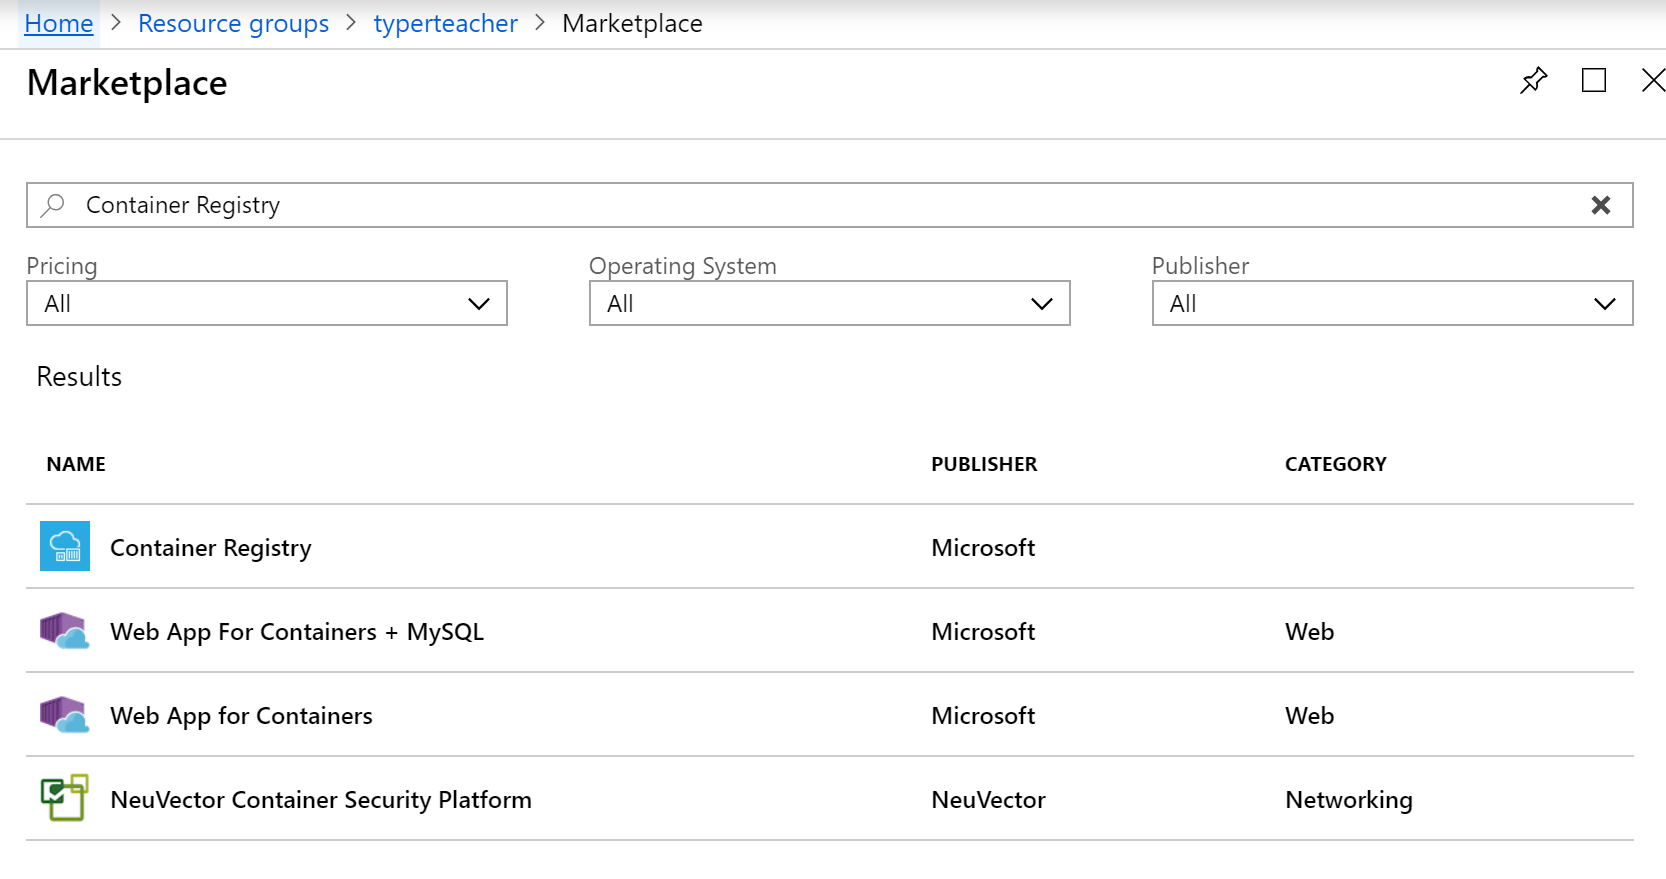 Home > Resource groups > typerteacher > Marketplace
Marketplace
Container Registry
Pricing Operating System Publisher
All All All
Results
NAME PUBLISHER CATEGORY
Container Registry Microsoft
Web App For Containers + MySQL Microsoft Web
Web App for Containers Microsoft Web
NeuVector Container Security Platform NeuVector Networking